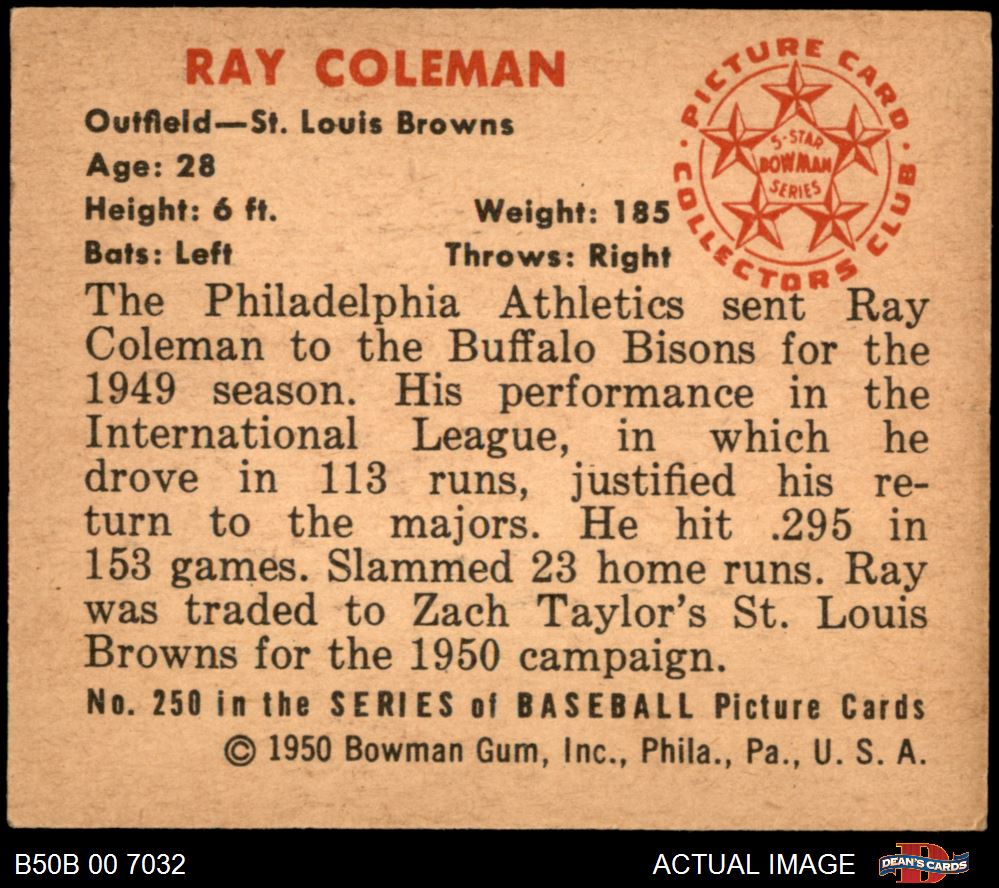 RAY COLEMAN
Outfield—St. Louis Browns
Age: 28
Height: 6 ft. Weight: 185
Bats: Left Throws: Right
PICTURE CARD
COLLECTORS CLUB
5-STAR
BOWMAN
SERIES
The Philadelphia Athletics sent Ray
Coleman to the Buffalo Bisons for the
1949 season. His performance in the
International League, in which he
drove in 113 runs, justified his re-
turn to the majors. He hit .295 in
153 games. Slammed 23 home runs. Ray
was traded to Zach Taylor's St. Louis
Browns for the 1950 campaign.
No. 250 in the SERIES of BASEBALL Picture Cards
© 1950 Bowman Gum, Inc., Phila., Pa., U. S. A.
B50B 00 7032
ACTUAL IMAGE
D
DEAN'S CARDS